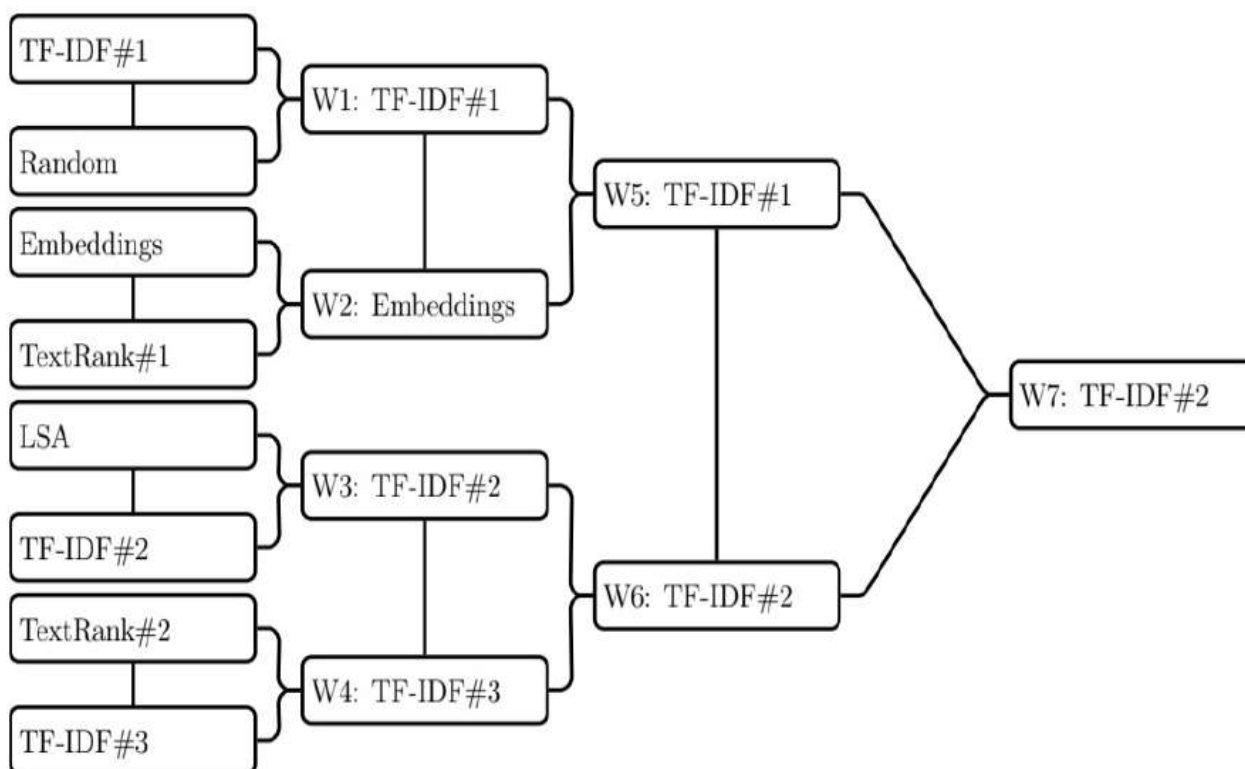 TF-IDF#1
Random
Embeddings
TextRank#1
LSA
TF-IDF#2
TextRank#2
TF-IDF#3
W1: TF-IDF#1
W2: Embeddings
W3: TF-IDF#2
W4: TF-IDF#3
W5: TF-IDF#1
W6: TF-IDF#2
W7: TF-IDF#2